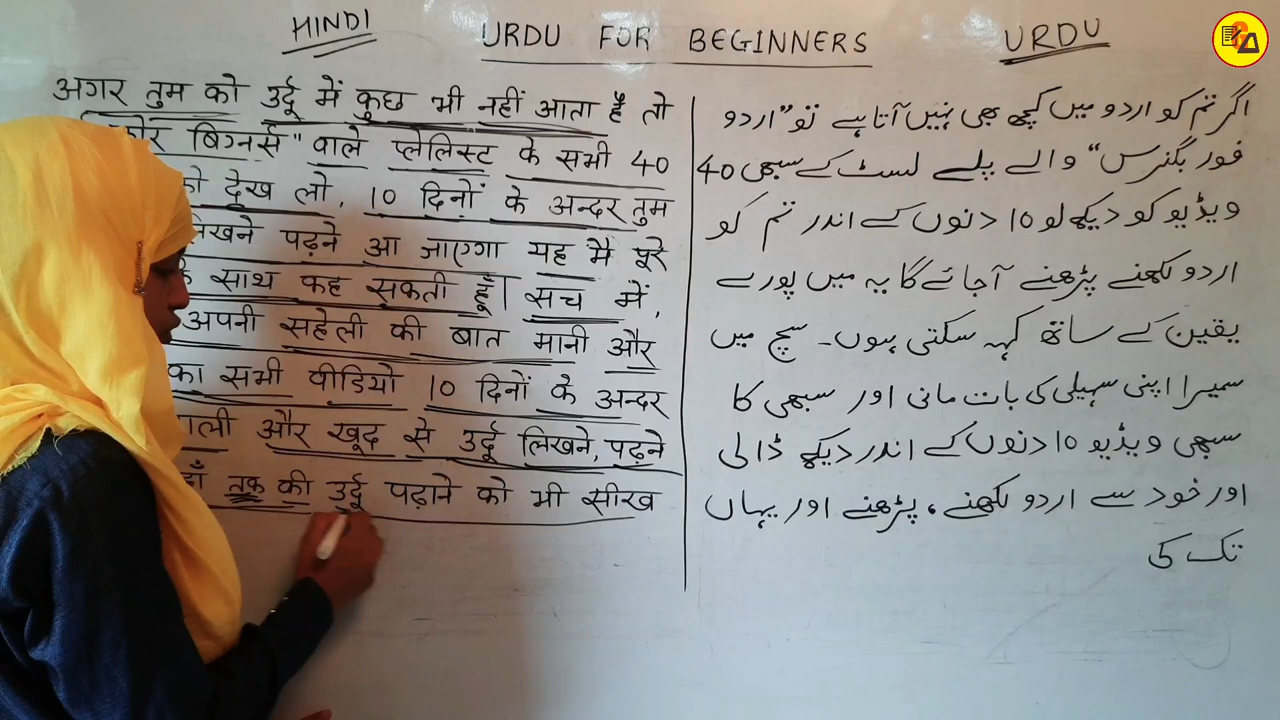 HINDI
URDU FOR BEGINNERS
URDU
अगर तुम को उर्दू में कुछ भी नहीं आता है तो
फोर बिग्नर्स" वाले प्लेलिस्ट के सभी 40
को देख लो, 10 दिनों के अन्दर तुम
लिखने पढ़ने आ जाएगा यह मै पूरे
के साथ कह सकती हूँ। सच में,
अपनी सहेली की बात मानी और
का सभी वीडियो 10 दिनों के अन्दर
और खूद से उर्दू लिखने, पढ़ने
तक की उर्दू पढ़ाने को भी सीख
اگر تم کو اردو میں کچھ بھی نہیں آتا ہے تو "اردو
فور بگنرس" والے پلے لسٹ کے سبھی 40
ویڈیو کو دیکھ لو 10 دنوں کے اندر تم کو
اردو لکھنے پڑھنے آجائے گا یہ میں پورے
یقین کے ساتھ کہہ سکتی ہوں۔ سچ میں
سمیرا اپنی سہیلی کی بات مانی اور سبھی کا
سبھی ویڈیو 10 دنوں کے اندر دیکھ ڈالی
اور خود سے اردو لکھنے، پڑھنے اور یہاں
تک کی